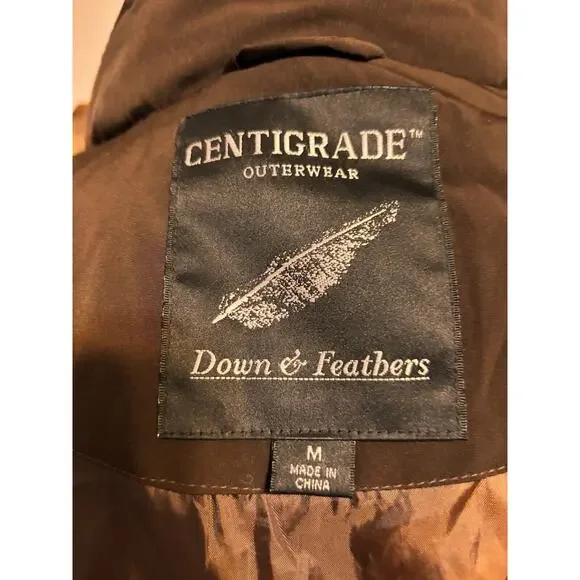 CENTIGRADE™
OUTERWEAR
Down & Feathers
M
MADE IN
CHINA